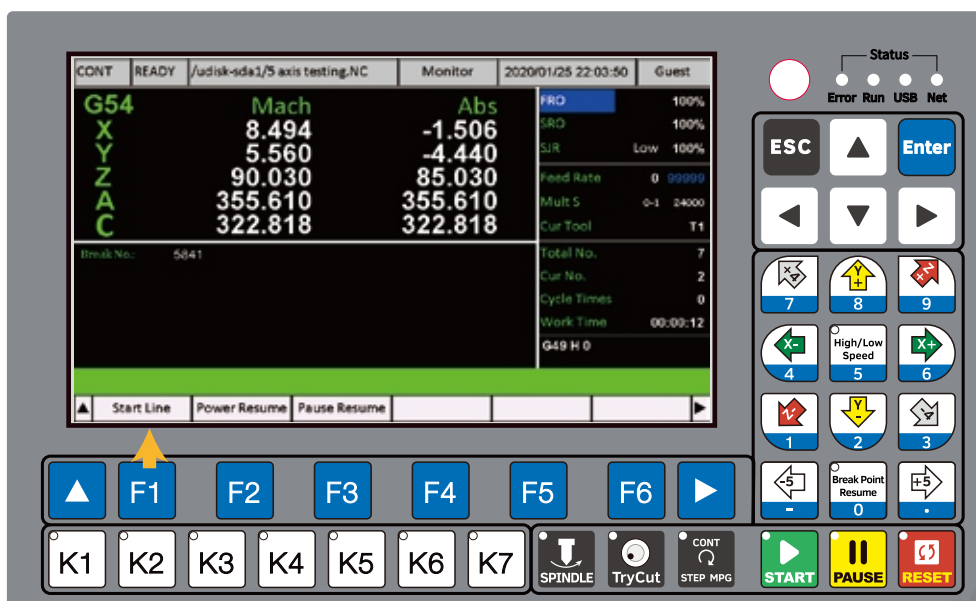 CONT READY /udisk-sda1/5 axis testing.NC Monitor 2020/01/25 22:03:50 Guest
G54 Mach Abs
X 8.494 -1.506
Y 5.560 -4.440
Z 90.030 85.030
A 355.610 355.610
C 322.818 322.818
Break No.: 5841
FRO 100%
SRO 100%
SJR Low 100%
Feed Rate 0 99999
Mult S 0-1 24000
Cur Tool T1
Total No. 7
Cur No. 2
Cycle Times 0
Work Time 00:00:12
G49 H 0
Start Line Power Resume Pause Resume
Status
Error Run USB Net
ESC Enter
X 4 Y + Z+
7 8 9
X- High/Low Speed X+
4 5 6
Z- Y - 4
1 2 3
-5 Break Point Resume +5
- 0 .
F1 F2 F3 F4 F5 F6
K1 K2 K3 K4 K5 K6 K7
SPINDLE TryCut CONT STEP MPG
START PAUSE RESET